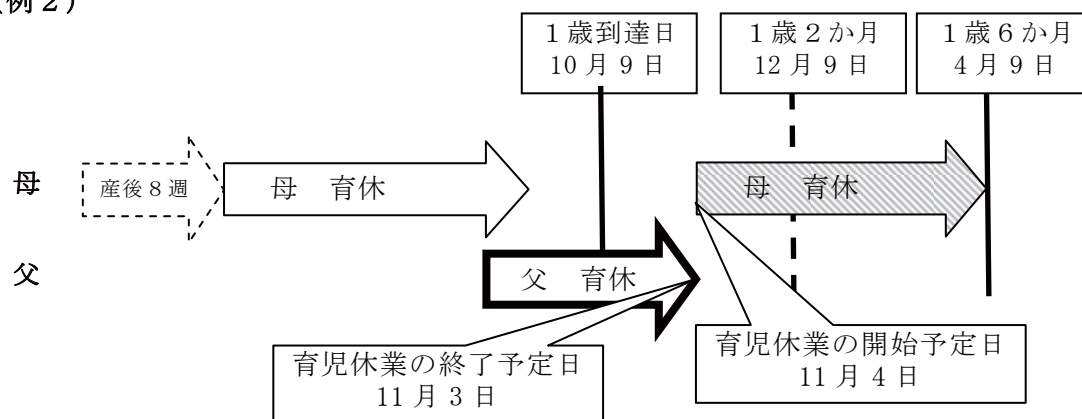 (例２)
１歳到達日
10月９日
１歳２か月
12月９日
１歳６か月
４月９日
母
産後８週
母　育休
母　育休
父
父　育休
育児休業の終了予定日
11月３日
育児休業の開始予定日
11月４日